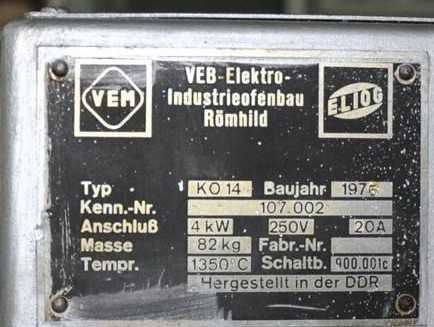 VEM
VEB-Elektro-
Industrieofenbau
Römhild
ELIOG
Typ KO 14 Baujahr 1976
Kenn.-Nr. 107.002
Anschluß 4 kW 250V 20A
Masse 82 kg Fabr.-Nr.
Tempr. 1350°C Schaltb. 900.001c
Hergestellt in der DDR